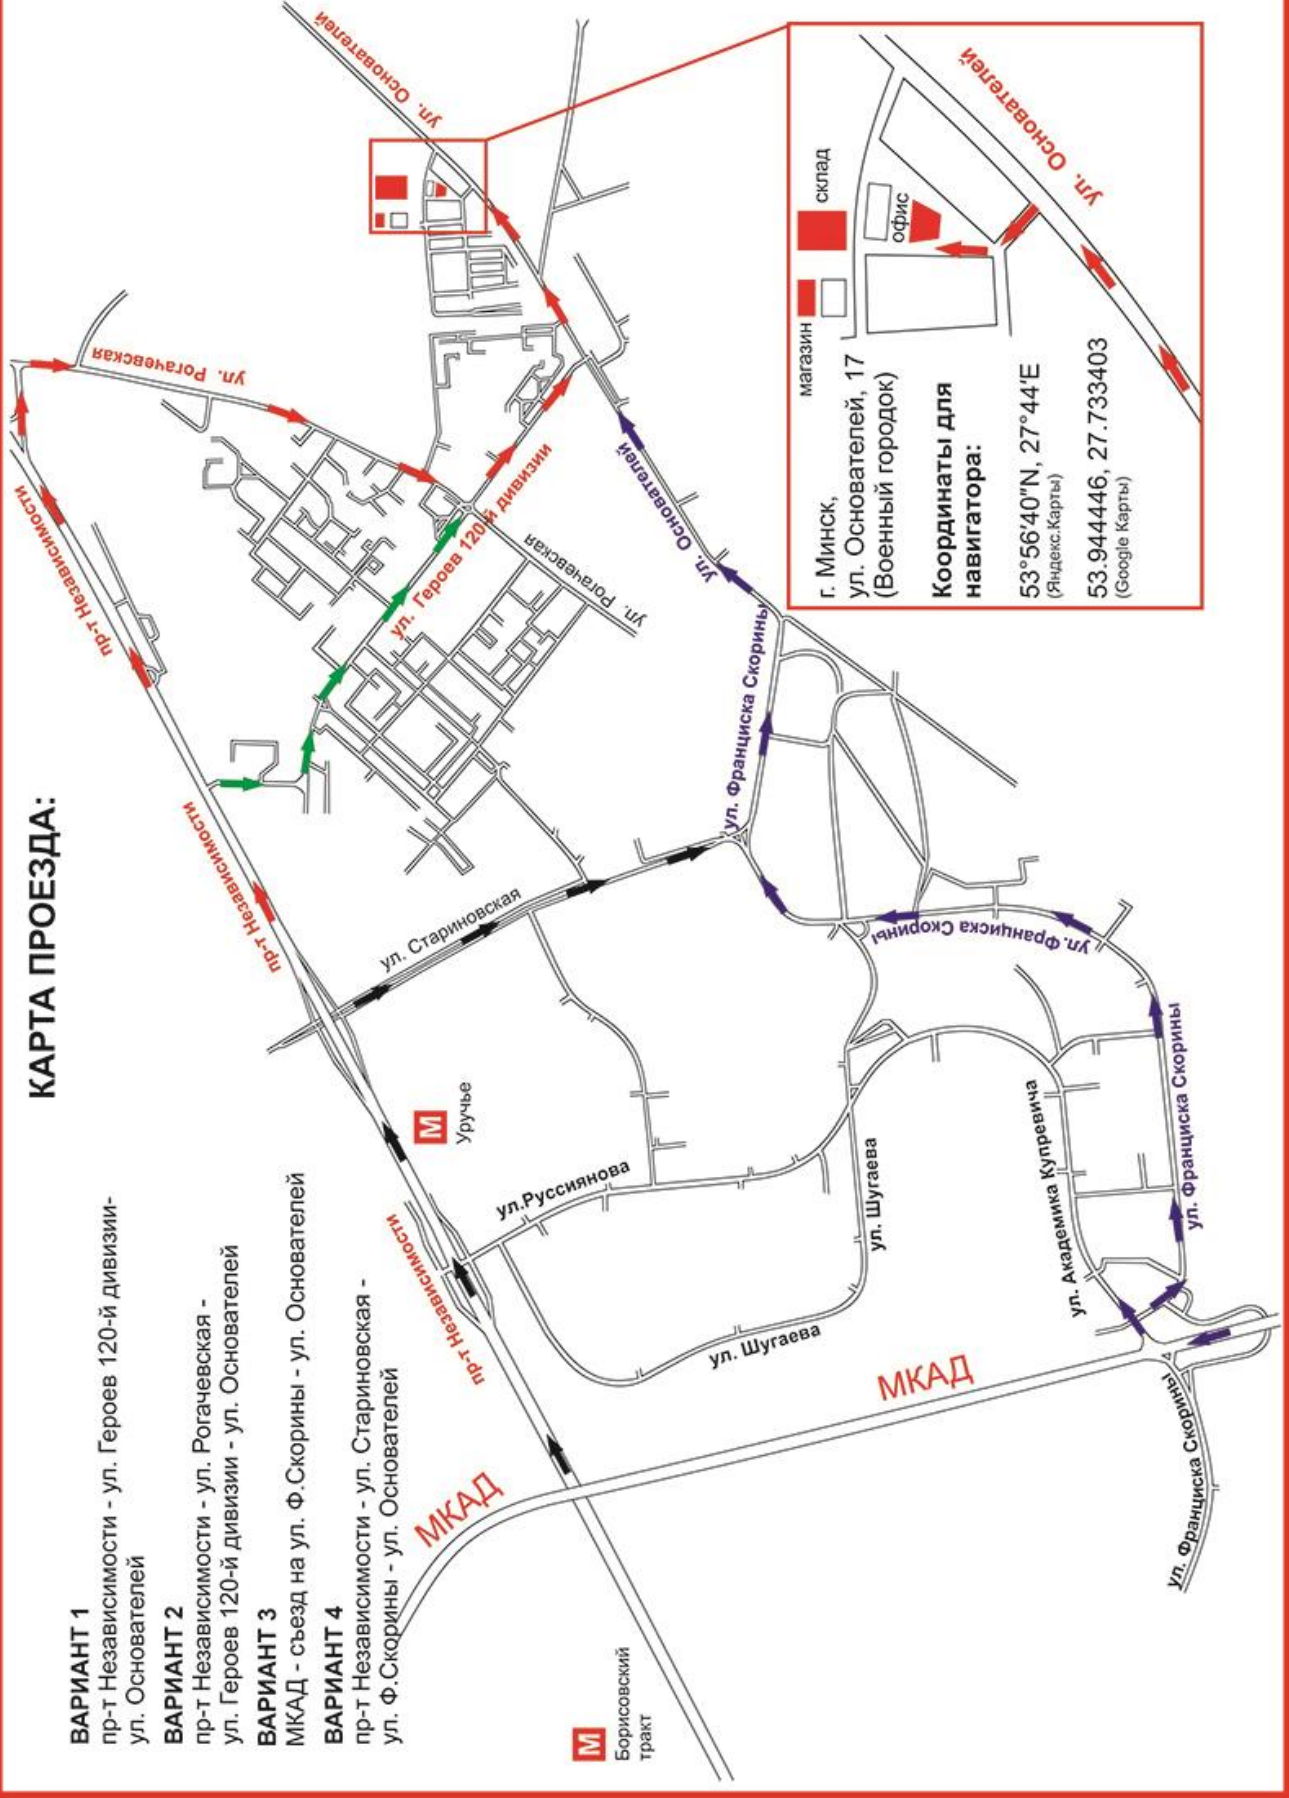 КАРТА ПРОЕЗДА:
ВАРИАНТ 1
пр-т Независимости - ул. Героев 120-й дивизии-
ул. Основателей
ВАРИАНТ 2
пр-т Независимости - ул. Рогачевская -
ул. Героев 120-й дивизии - ул. Основателей
ВАРИАНТ 3
МКАД - съезд на ул. Ф.Скорины - ул. Основателей
ВАРИАНТ 4
пр-т Независимости - ул. Стариновская -
ул. Ф.Скорины - ул. Основателей
М
Борисовский
тракт
МКАД
МКАД
пр-т Независимости
М
Уручье
пр-т Независимости
пр-т Независимости
пр-т Независимости
пр-т Независимости
ул. Рогачевская
ул. Героев 120-й дивизии
ул. Рогачевская
ул. Стариновская
ул.Руссиянова
ул. Шугаева
ул. Шугаева
ул. Академика Купревича
ул. Франциска Скорины
ул. Франциска Скорины
ул. Франциска Скорины
ул. Франциска Скорины
ул. Основателей
ул. Основателей
магазин
склад
офис
ул. Основателей
г. Минск,
ул. Основателей, 17
(Военный городок)
Координаты для
навигатора:
53°56'40"N, 27°44'E
(Яндекс.Карты)
53.944446, 27.733403
(Google Карты)